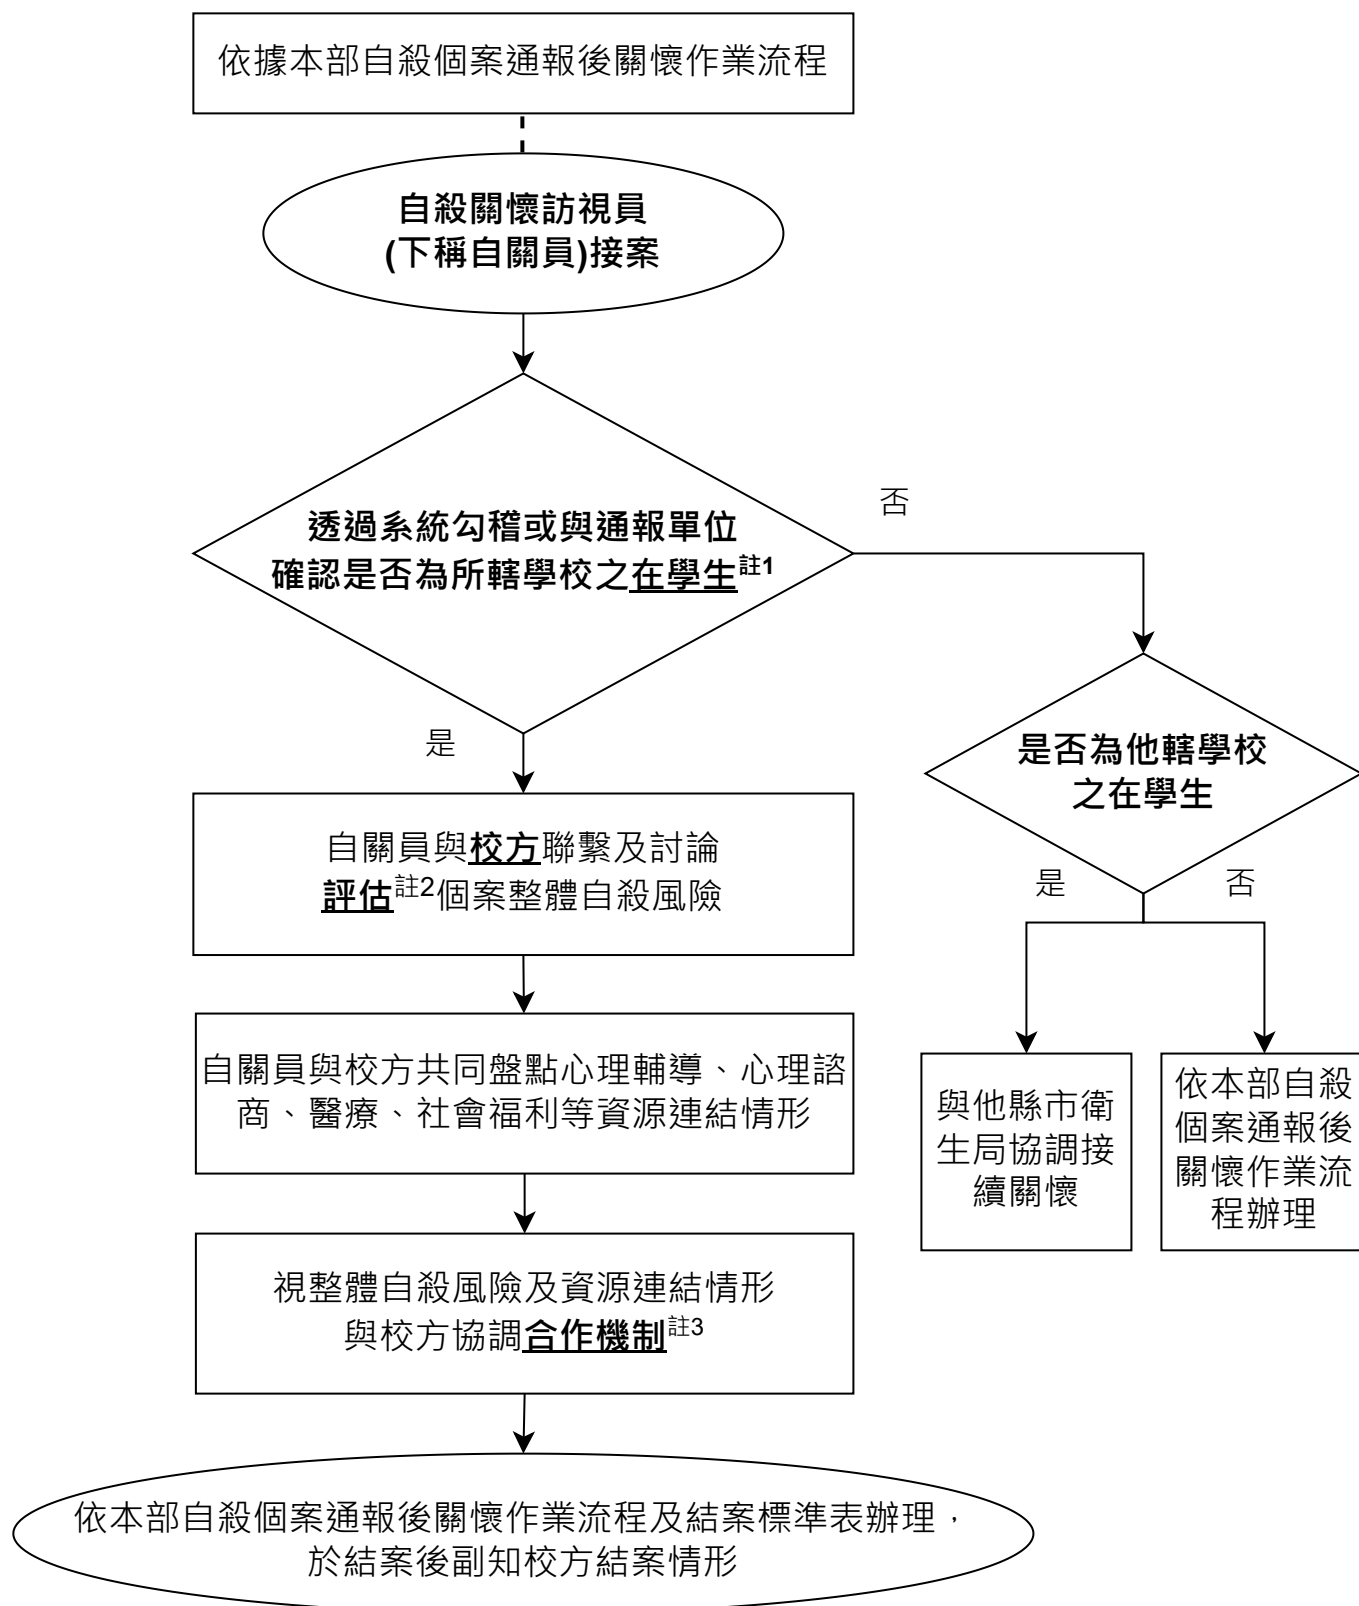 依據本部自殺個案通報後關懷作業流程
自殺關懷訪視員
(下稱自關員)接案
透過系統勾稽或與通報單位
確認是否為所轄學校之在學生註1
否
是
是否為他轄學校
之在學生
自關員與校方聯繫及討論
評估註2個案整體自殺風險
是
否
自關員與校方共同盤點心理輔導、心理諮
商、醫療、社會福利等資源連結情形
與他縣市衛
生局協調接
續關懷
依本部自殺
個案通報後
關懷作業流
程辦理
視整體自殺風險及資源連結情形
與校方協調合作機制註3
依本部自殺個案通報後關懷作業流程及結案標準表辦理，
於結案後副知校方結案情形